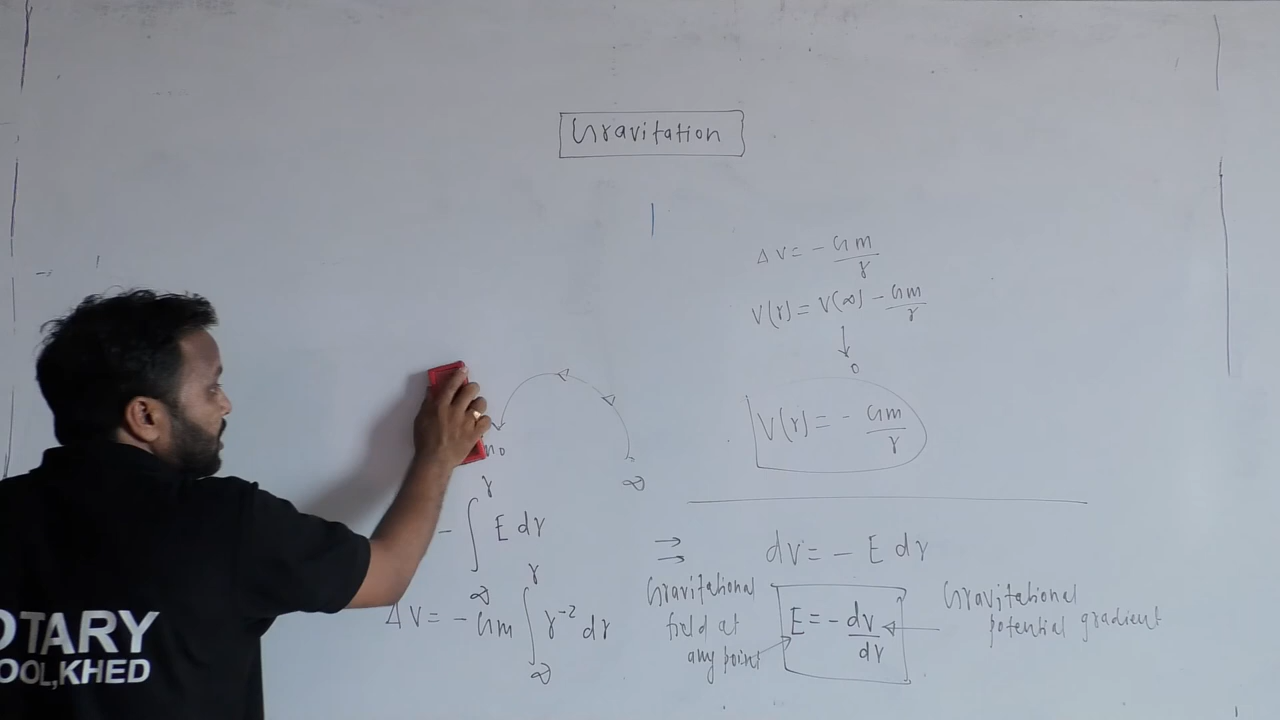 Gravitation
ΔV = - Gm/r
V(r) = V(∞) - Gm/r
↓
0
V(r) = - Gm/r
m₀
∞
- ∫ E dr
r
∞
ΔV = - Gm ∫ r⁻² dr
r
∞
⇒ dv = - E dr
Gravitational field at any point
E = - dv/dr
Gravitational potential gradient
OTARY
OOL,KHED